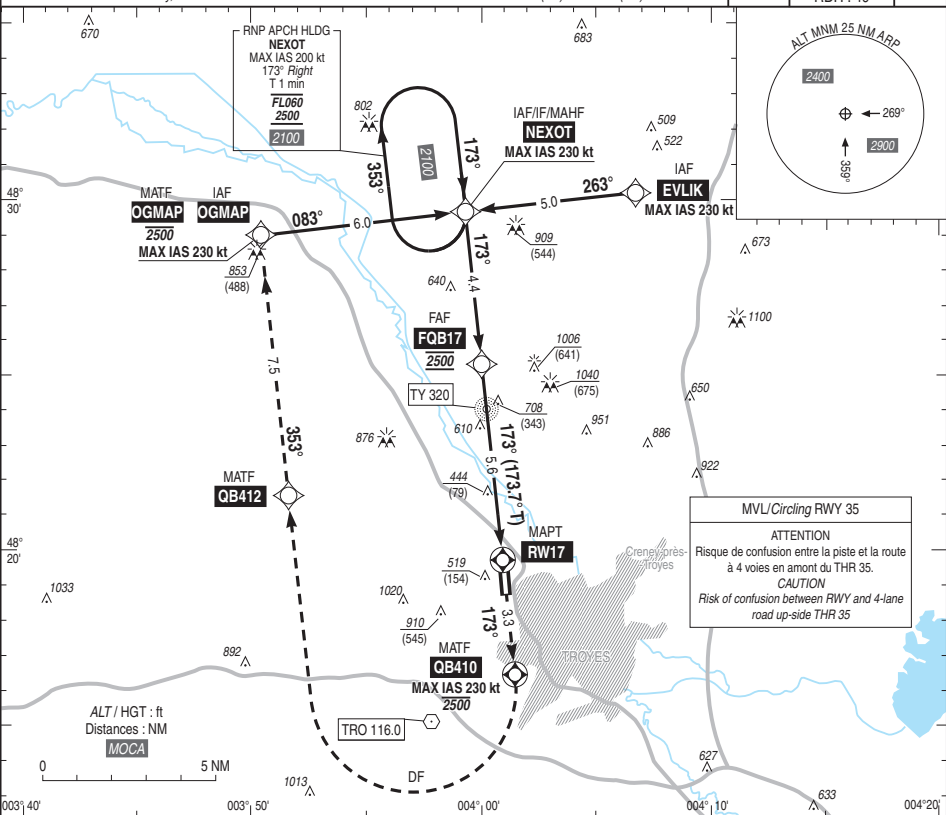 670
683
RNP APCH HLDG
NEXOT
MAX IAS 200 kt
173° Right
T 1 min
FL060
2500
2100
802
353°
2100
173°
IAF/IF/MAHF
NEXOT
MAX IAS 230 kt
509
522
ALT MNM 25 NM ARP
2400
269°
2900
359°
48°
30'
MATF
OGMAP
2500
IAF
OGMAP
MAX IAS 230 kt
083°
6.0
263°
5.0
IAF
EVLIK
MAX IAS 230 kt
853
(488)
909
(544)
673
173°
4.4
640
FAF
FQB17
2500
1006
(641)
1040
(675)
1100
650
TY 320
708
(343)
610
951
886
922
876
7.5
353°
173° (173.7° T)
5.6
444
(79)
MATF
QB412
MAPT
RW17
MVL/Circling RWY 35
ATTENTION
Risque de confusion entre la piste et la route
à 4 voies en amont du THR 35.
CAUTION
Risk of confusion between RWY and 4-lane
road up-side THR 35
48°
20'
Creney-près-
Troyes
519
(154)
1033
1020
910
(545)
3.3
173°
892
MATF
QB410
MAX IAS 230 kt
2500
TROYES
TRO 116.0
ALT / HGT : ft
Distances : NM
MOCA
0
5 NM
DF
1013
627
633
003° 40'
003° 50'
004° 00'
004° 10'
004° 20'